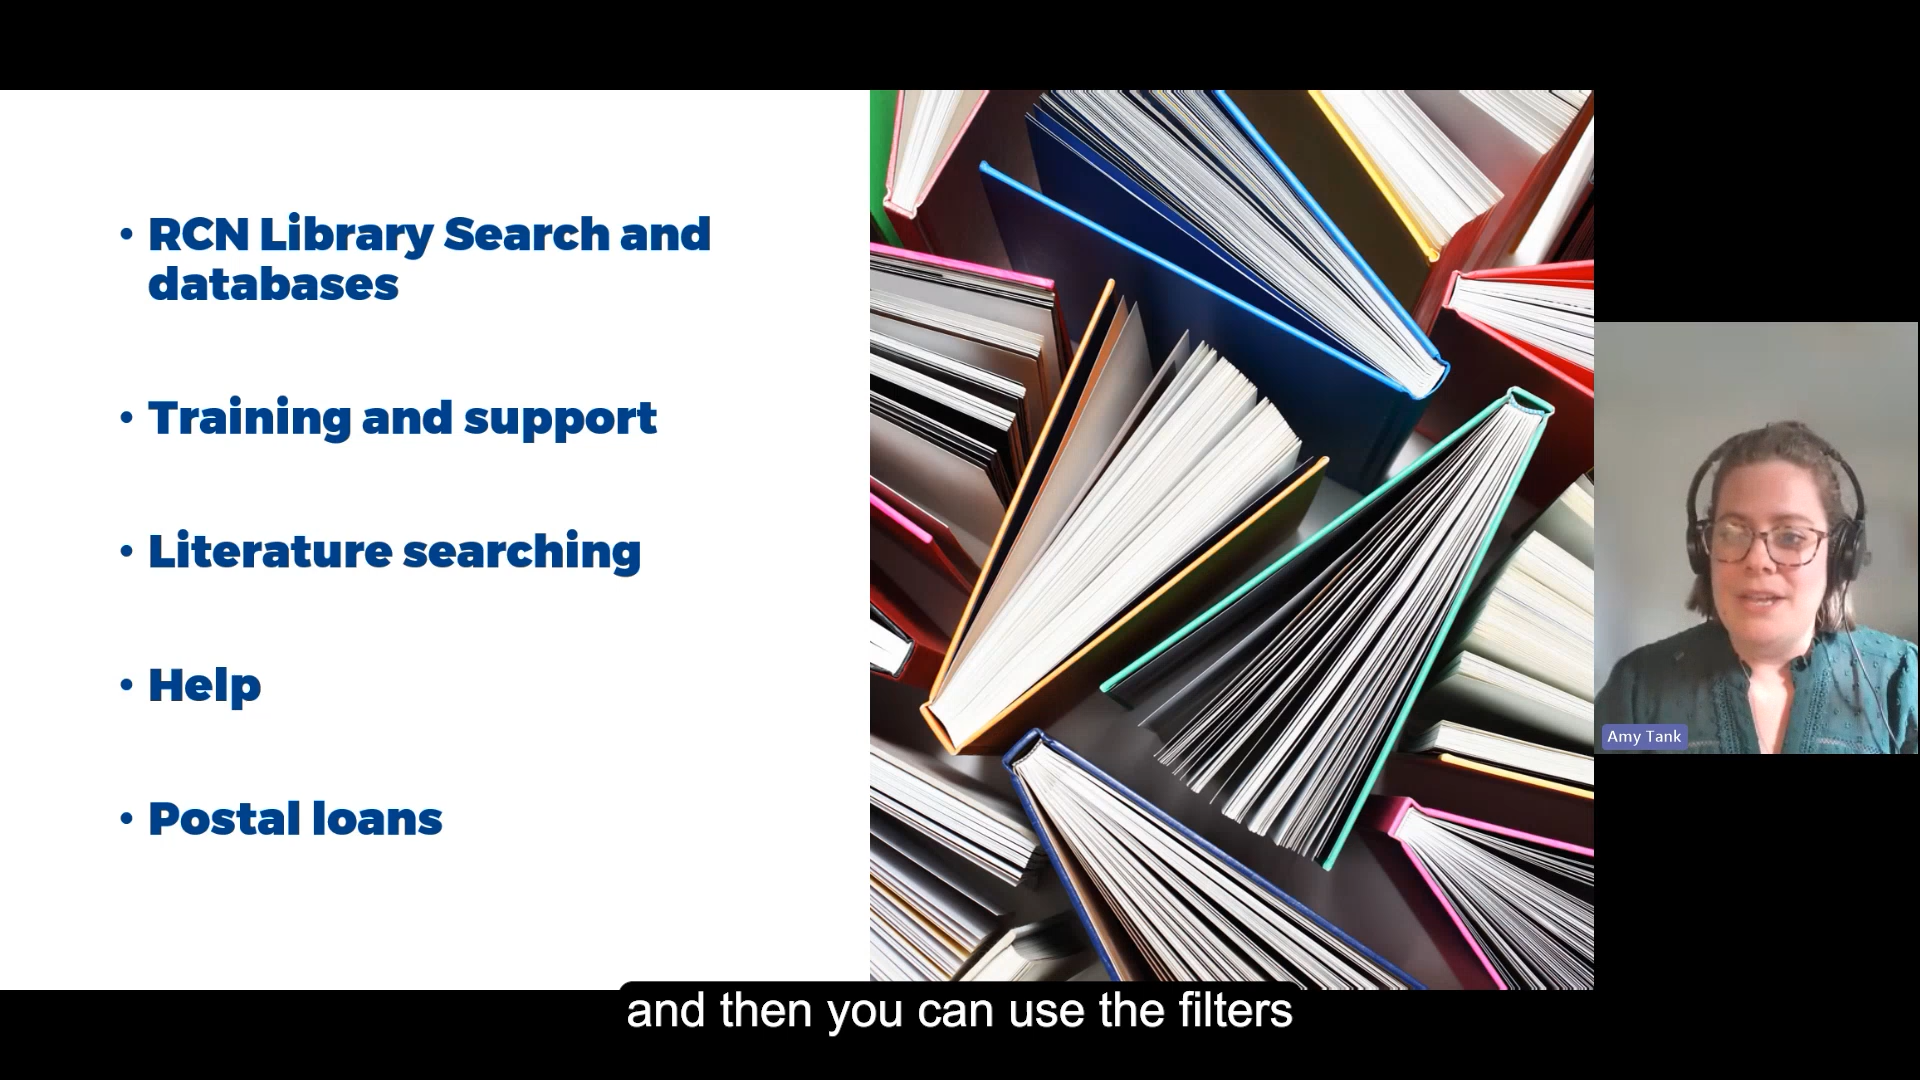 • RCN Library Search and
databases
• Training and support
• Literature searching
• Help
• Postal loans
Amy Tank
and then you can use the filters